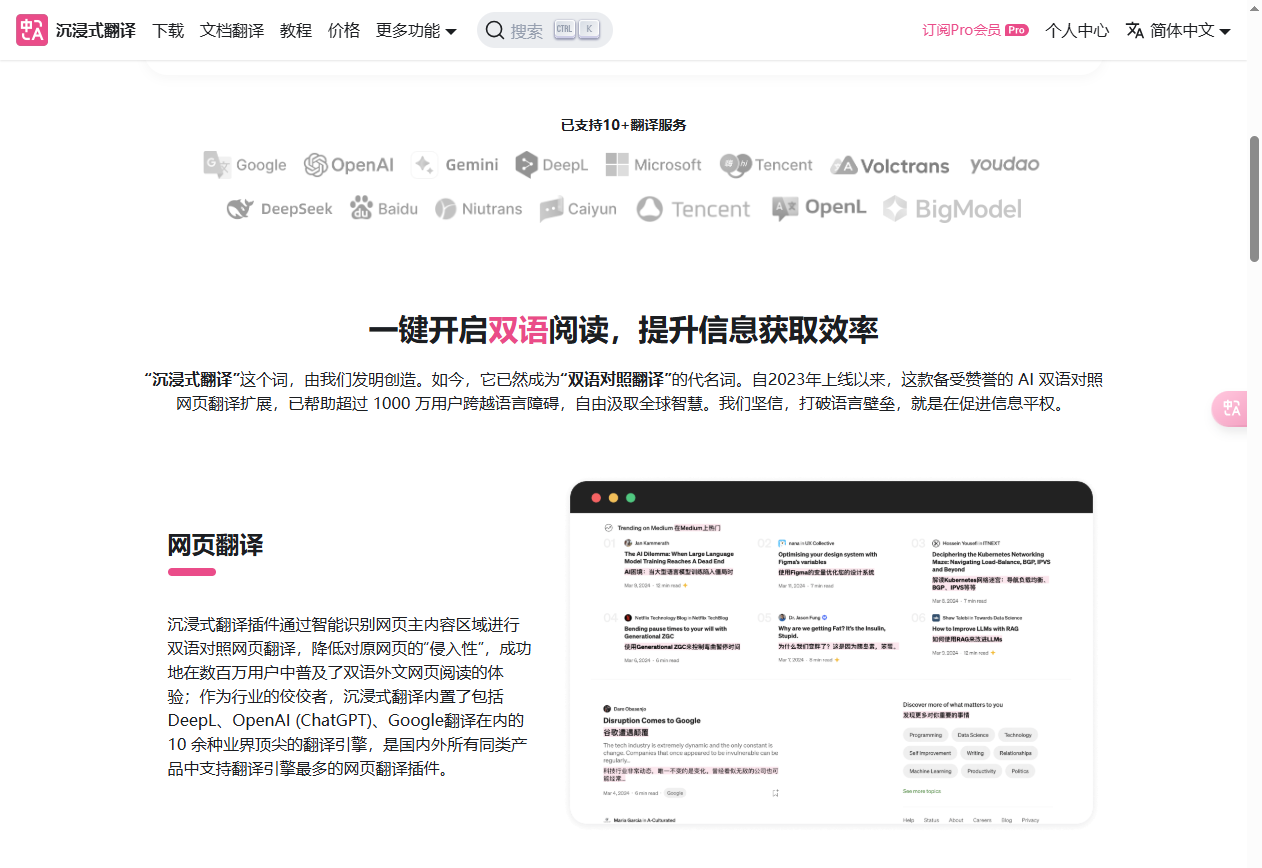 沉浸式翻译 下载 文档翻译 教程 价格 更多功能 搜索 CTRL K 订阅Pro会员 Pro 个人中心 简体中文
已支持10+翻译服务
Google OpenAI Gemini DeepL Microsoft Tencent Volctrans youdao
DeepSeek Baidu Niutrans Caiyun Tencent OpenL BigModel
一键开启双语阅读，提升信息获取效率
“沉浸式翻译”这个词，由我们发明创造。如今，它已然成为“双语对照翻译”的代名词。自2023年上线以来，这款备受赞誉的 AI 双语对照
网页翻译扩展，已帮助超过 1000 万用户跨越语言障碍，自由汲取全球智慧。我们坚信，打破语言壁垒，就是在促进信息平权。
网页翻译
沉浸式翻译插件通过智能识别网页主内容区域进行
双语对照网页翻译，降低对原网页的“侵入性”，成功
地在数百万用户中普及了双语外文网页阅读的体
验；作为行业的佼佼者，沉浸式翻译内置了包括
DeepL、OpenAI (ChatGPT)、Google翻译在内的
10 余种业界顶尖的翻译引擎，是国内外所有同类产
品中支持翻译引擎最多的网页翻译插件。
Trending on Medium 在Medium上热门
01 Jan Kammerath
The AI Dilemma: When Large Language
Model Training Reaches A Dead End
AI困境：当大型语言模型训练陷入僵局时
Mar 8, 2024 · 12 min read
02 nana in UX Collective
Optimising your design system with
Figma's variables
使用Figma的变量优化您的设计系统
Mar 11, 2024 · 7 min read
03 Hossein Yousefi in ITNEXT
Deciphering the Kubernetes Networking
Maze: Navigating Load-Balance, BGP, IPVS
and Beyond
解读Kubernetes网络迷宫：导航负载均衡、
BGP、IPVS等等
Mar 8, 2024 · 7 min read
04 Netflix Technology Blog in Netflix TechBlog
Bending pause times to your will with
Generational ZGC
使用Generational ZGC来控制弯曲暂停时间
Mar 6, 2024 · 6 min read
05 Dr. Jason Fung
Why are we getting Fat? It's the Insulin,
Stupid.
为什么我们变胖了？这是因为胰岛素，笨蛋。
Mar 7, 2024 · 8 min read
06 Shaw Talebi in Towards Data Science
How to Improve LLMs with RAG
如何使用RAG来改进LLMs
Mar 9, 2024 · 12 min read
Dare Obasanjo
Disruption Comes to Google
谷歌遭遇颠覆
The tech industry is extremely dynamic and the only constant is
change. Companies that once appeared to be invulnerable can be
regularly...
科技行业非常动态，唯一不变的是变化，曾经看似无敌的公司也可
能经常...
Mar 4, 2024 · 6 min read Google
Maria Garcia in A-Culturated
Discover more of what matters to you
发现更多对你重要的事情
Programming Data Science Technology
Self Improvement Writing Relationships
Machine Learning Productivity Politics
See more topics
Help Status About Careers Blog Privacy